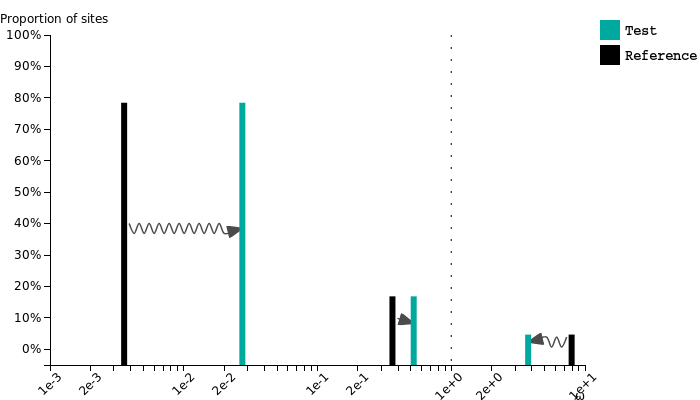 Proportion of sites
Test
Reference
100%
90%
80%
70%
60%
50%
40%
30%
20%
10%
0%
1e-3
2e-3
1e-2
2e-2
1e-1
2e-1
1e+0
2e+0
1e+1